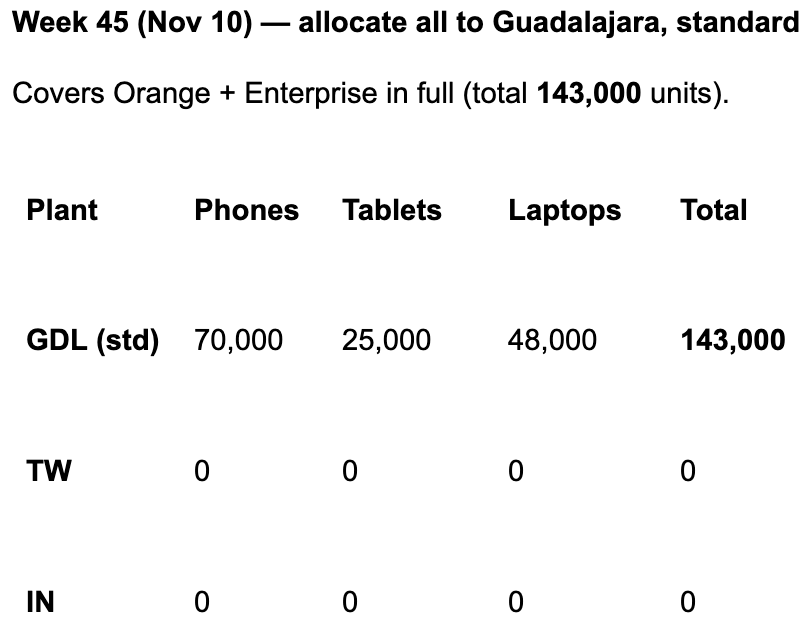 Week 45 (Nov 10) — allocate all to Guadalajara, standard
Covers Orange + Enterprise in full (total 143,000 units).
Plant Phones Tablets Laptops Total
GDL (std) 70,000 25,000 48,000 143,000
TW 0 0 0 0
IN 0 0 0 0